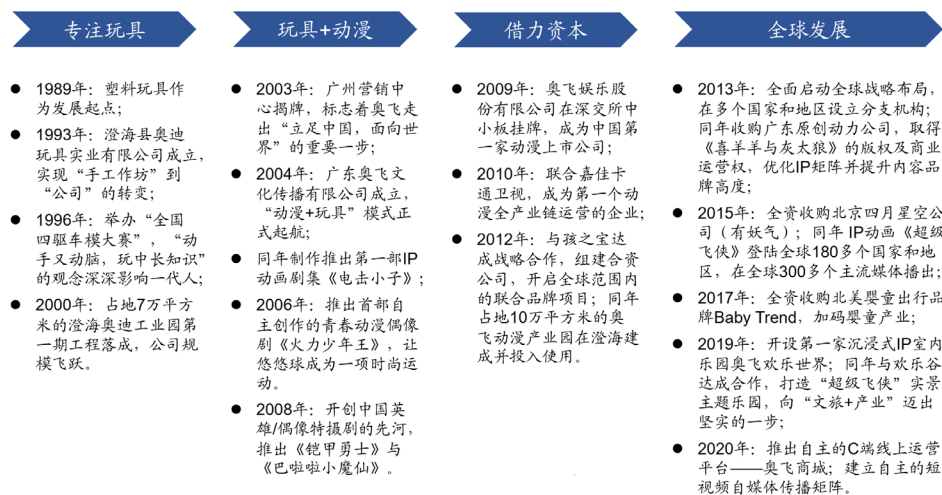 专注玩具
● 1989年：塑料玩具作
为发展起点；
● 1993年：澄海县奥迪
玩具实业有限公司成立，
实现“手工作坊”到
“公司”的转变；
● 1996年：举办“全国
四驱车模大赛”，“动
手又动脑，玩中长知识”
的观念深深影响一代人；
● 2000年：占地7万平方
米的澄海奥迪工业园第
一期工程落成，公司规
模飞跃。
玩具+动漫
● 2003年：广州营销中
心揭牌，标志着奥飞走
出“立足中国，面向世
界”的重要一步；
● 2004年：广东奥飞文
化传播有限公司成立，
“动漫+玩具”模式正
式起航；
● 同年制作推出第一部IP
动画剧集《电击小子》；
● 2006年：推出首部自
主创作的青春动漫偶像
剧《火力少年王》，让
悠悠球成为一项时尚运
动。
● 2008年：开创中国英
雄/偶像特摄剧的先河，
推出《铠甲勇士》与
《巴啦啦小魔仙》。
借力资本
● 2009年：奥飞娱乐股
份有限公司在深交所中
小板挂牌，成为中国第
一家动漫上市公司；
● 2010年：联合嘉佳卡
通卫视，成为第一个动
漫全产业链运营的企业；
● 2012年：与孩之宝达
成战略合作，组建合资
公司，开启全球范围内
的联合品牌项目；同年
占地10万平方米的奥
飞动漫产业园在澄海建
成并投入使用。
全球发展
● 2013年：全面启动全球战略布局，
在多个国家和地区设立分支机构；
同年收购广东原创动力公司，取得
《喜羊羊与灰太狼》的版权及商业
运营权，优化IP矩阵并提升内容品
牌高度；
● 2015年：全资收购北京四月星空公
司（有妖气）；同年 IP动画《超级
飞侠》登陆全球180多个国家和地
区，在全球300多个主流媒体播出；
● 2017年：全资收购北美婴童出行品
牌Baby Trend，加码婴童产业；
● 2019年：开设第一家沉浸式IP室内
乐园奥飞欢乐世界；同年与欢乐谷
达成合作，打造“超级飞侠”实景
主题乐园，向“文旅+产业”迈出
坚实的一步；
● 2020年：推出自主的C端线上运营
平台——奥飞商城；建立自主的短
视频自媒体传播矩阵。